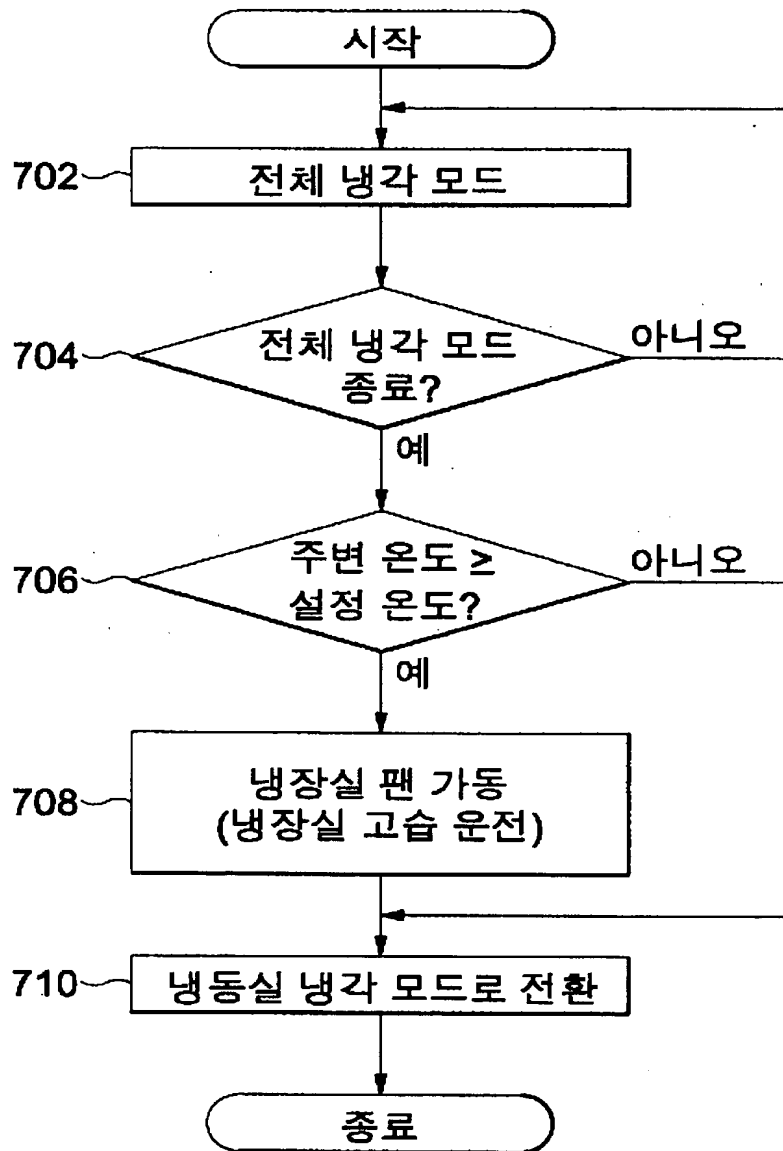 시작
702
전체 냉각 모드
704
전체 냉각 모드
종료?
아니오
예
706
주변 온도 ≥
설정 온도?
아니오
예
708
냉장실 팬 가동
(냉장실 고습 운전)
710
냉동실 냉각 모드로 전환
종료